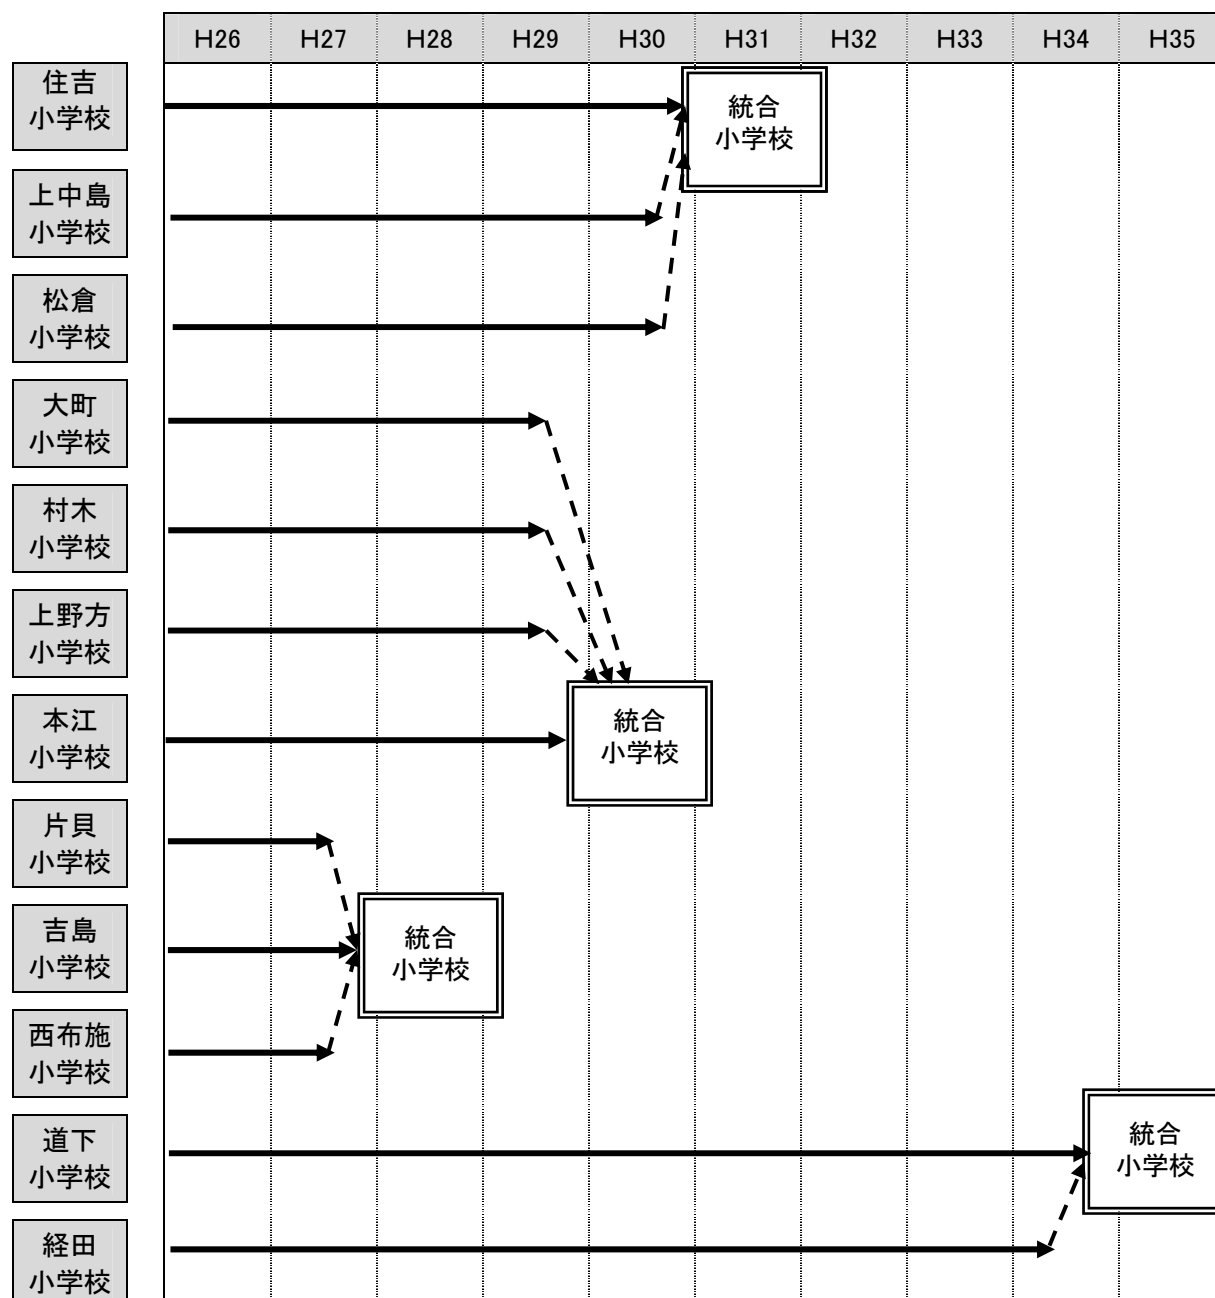 H26 H27 H28 H29 H30 H31 H32 H33 H34 H35
住吉
小学校
統合
小学校
上中島
小学校
松倉
小学校
大町
小学校
村木
小学校
上野方
小学校
本江
小学校
統合
小学校
片貝
小学校
吉島
小学校
統合
小学校
西布施
小学校
道下
小学校
統合
小学校
経田
小学校